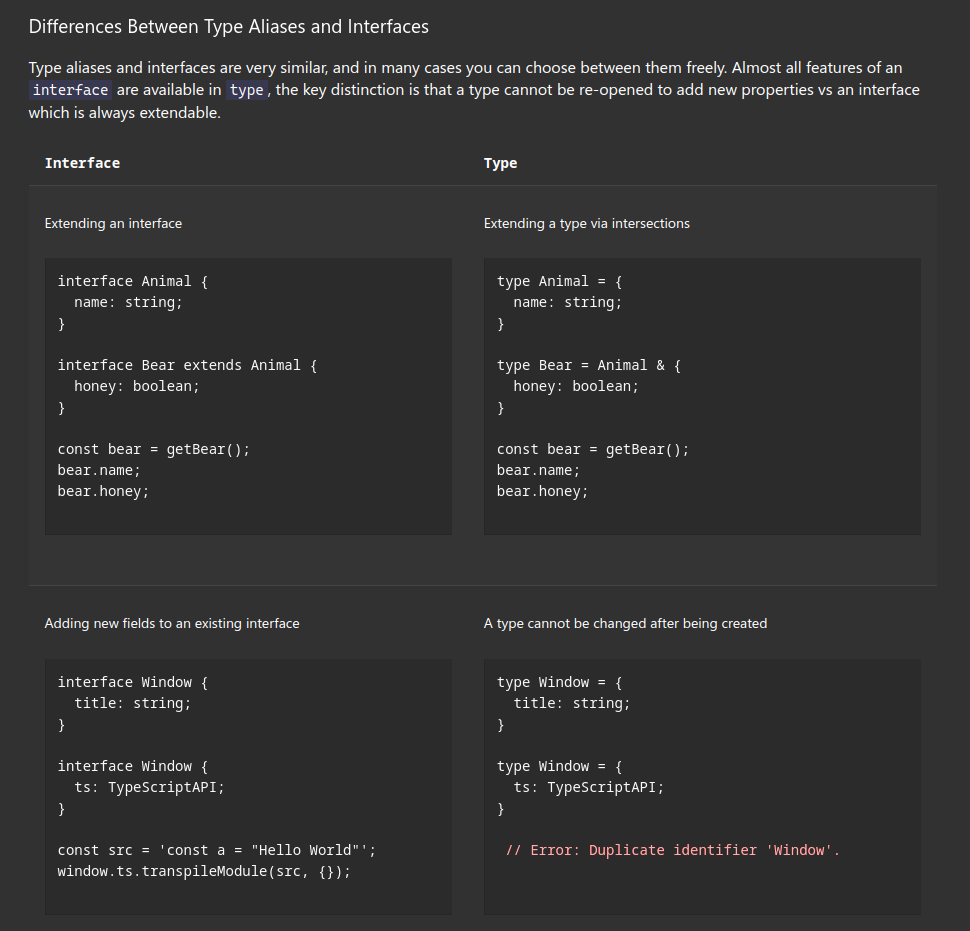 Differences Between Type Aliases and Interfaces
Type aliases and interfaces are very similar, and in many cases you can choose between them freely. Almost all features of an
interface are available in type, the key distinction is that a type cannot be re-opened to add new properties vs an interface
which is always extendable.
Interface
Type
Extending an interface
interface Animal {
  name: string;
}

interface Bear extends Animal {
  honey: boolean;
}

const bear = getBear();
bear.name;
bear.honey;
Extending a type via intersections
type Animal = {
  name: string;
}

type Bear = Animal & {
  honey: boolean;
}

const bear = getBear();
bear.name;
bear.honey;
Adding new fields to an existing interface
interface Window {
  title: string;
}

interface Window {
  ts: TypeScriptAPI;
}

const src = 'const a = "Hello World"';
window.ts.transpileModule(src, {});
A type cannot be changed after being created
type Window = {
  title: string;
}

type Window = {
  ts: TypeScriptAPI;
}

 // Error: Duplicate identifier 'Window'.